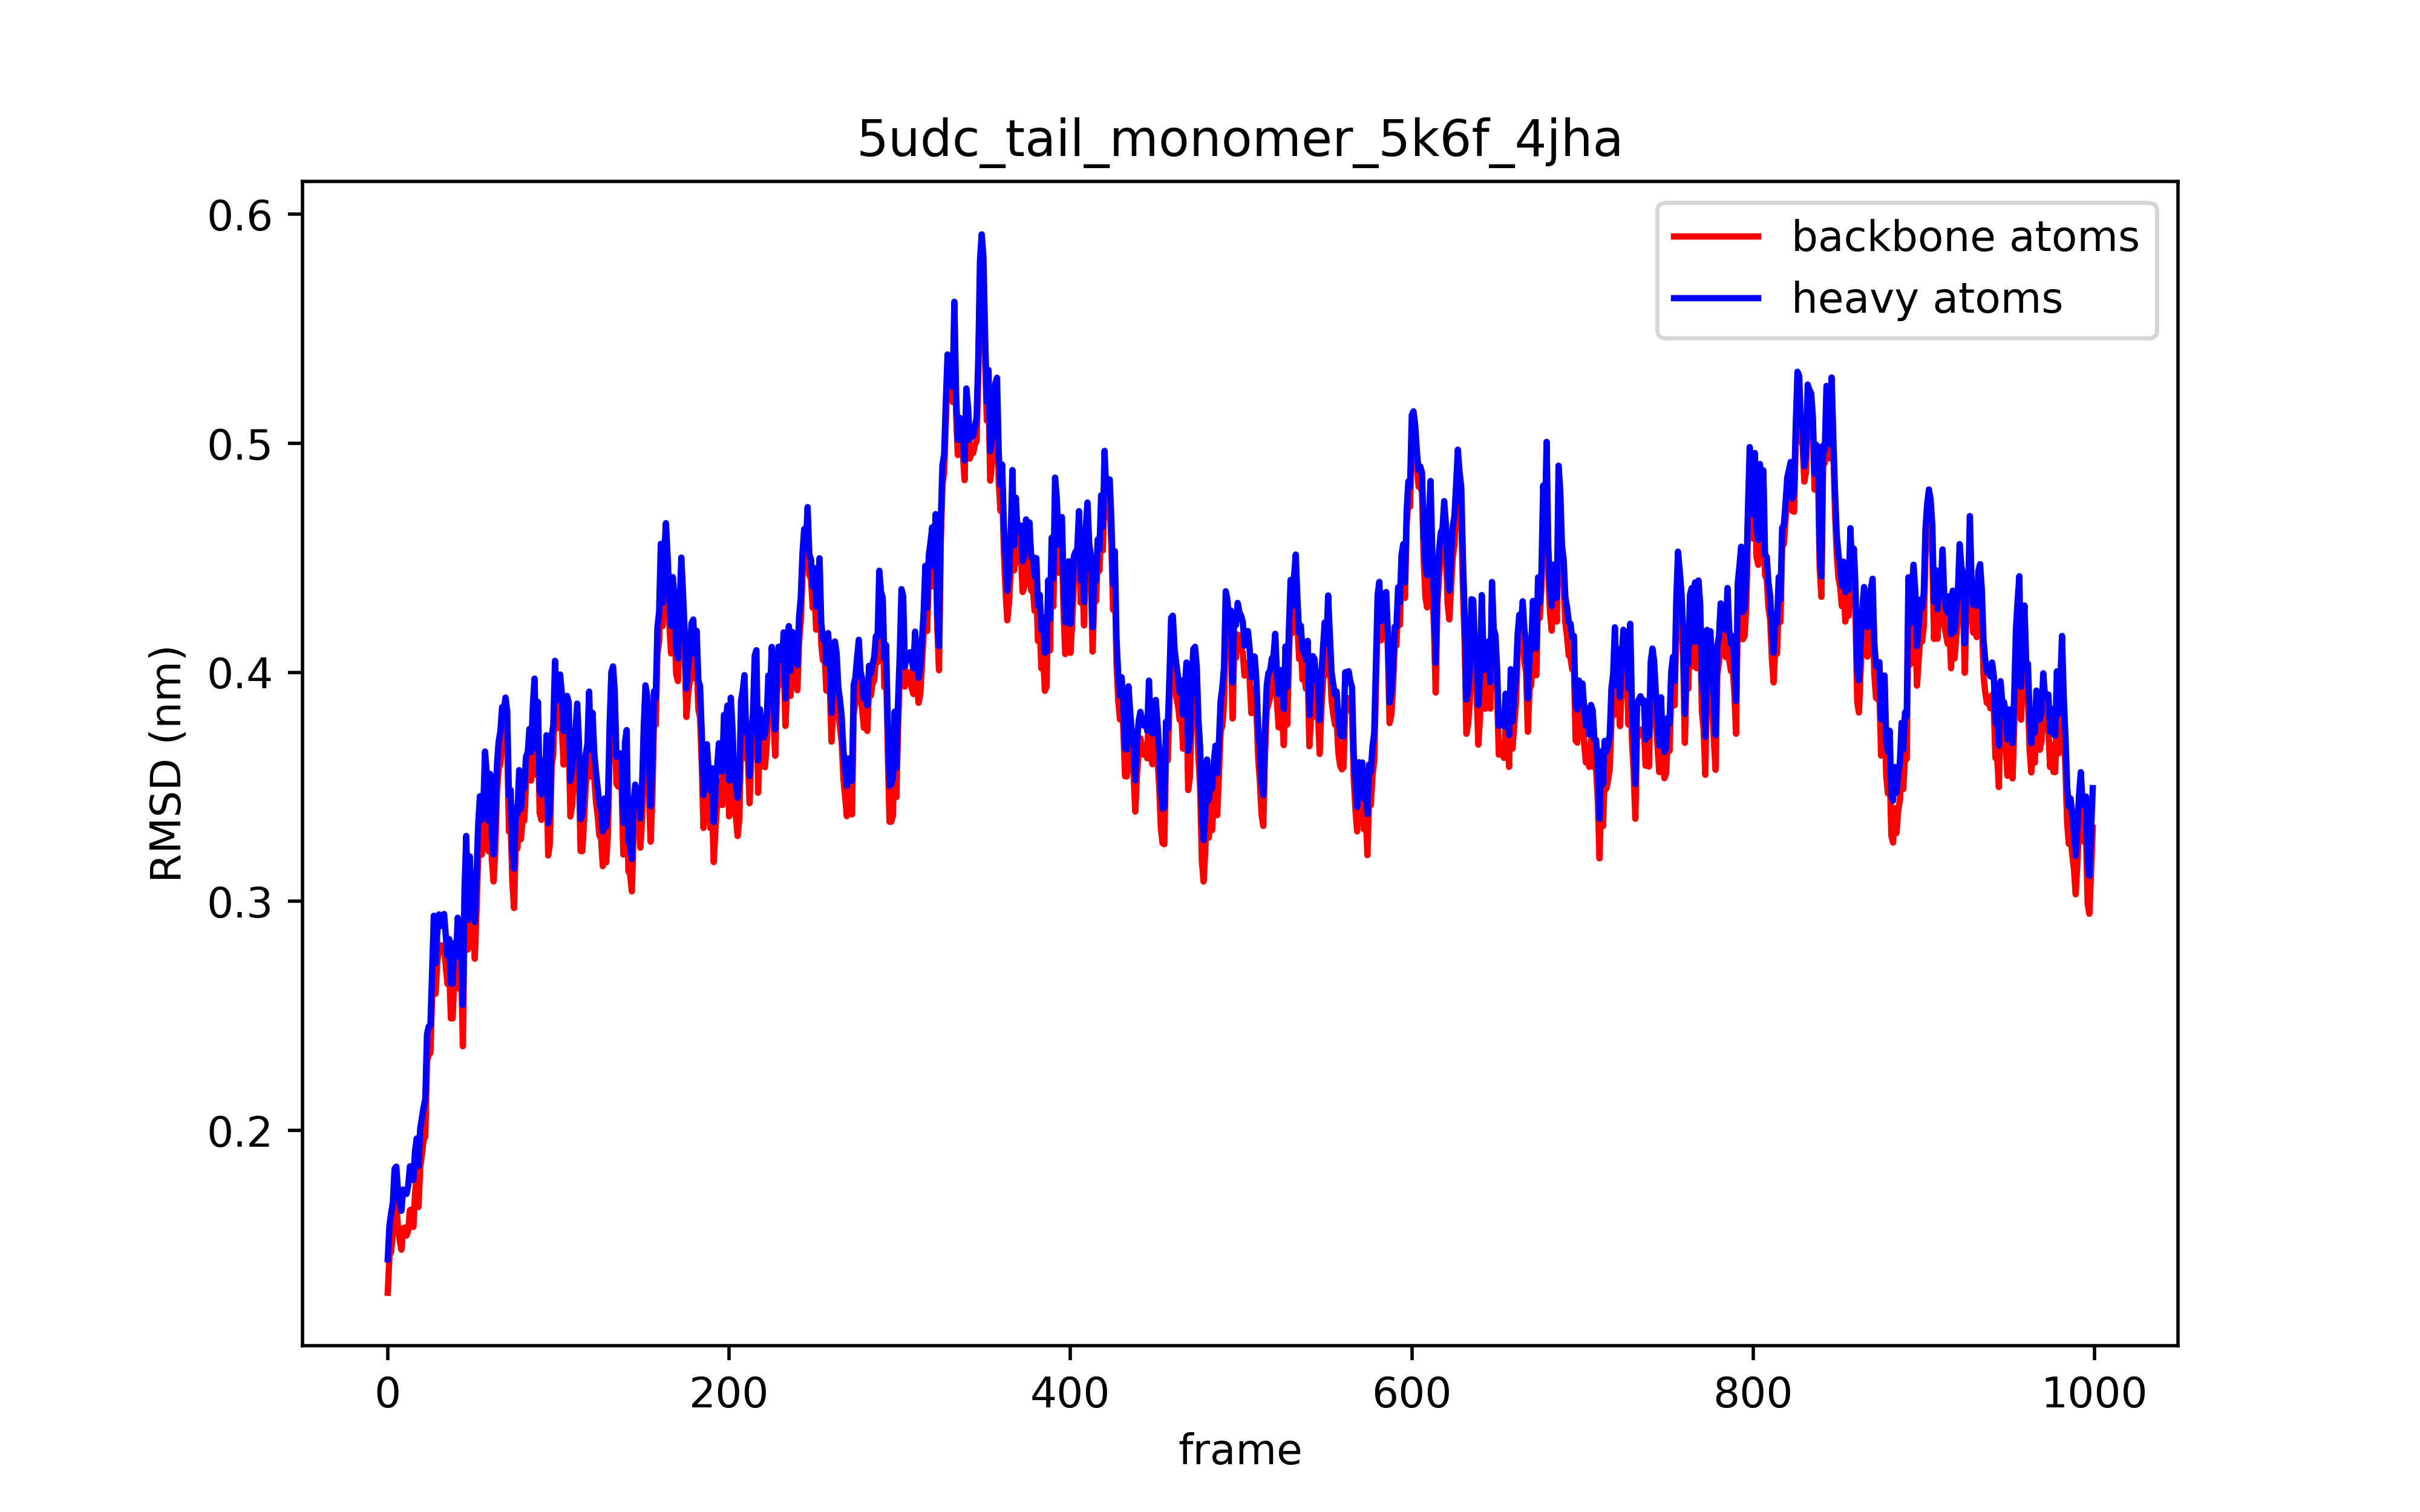 5udc_tail_monomer_5k6f_4jha
backbone atoms
heavy atoms
0.6
0.5
0.4
0.3
0.2
RMSD (nm)
0 200 400 600 800 1000
frame